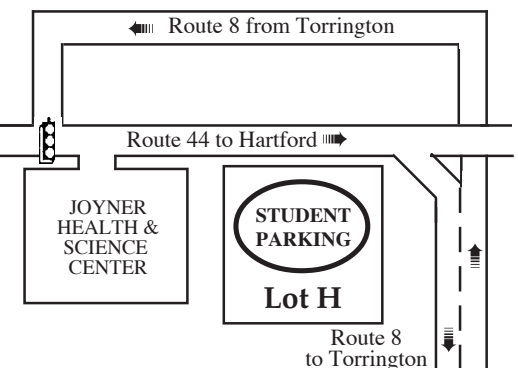 Route 8 from Torrington
Route 44 to Hartford
JOYNER
HEALTH &
SCIENCE
CENTER
STUDENT
PARKING
Lot H
Route 8
to Torrington